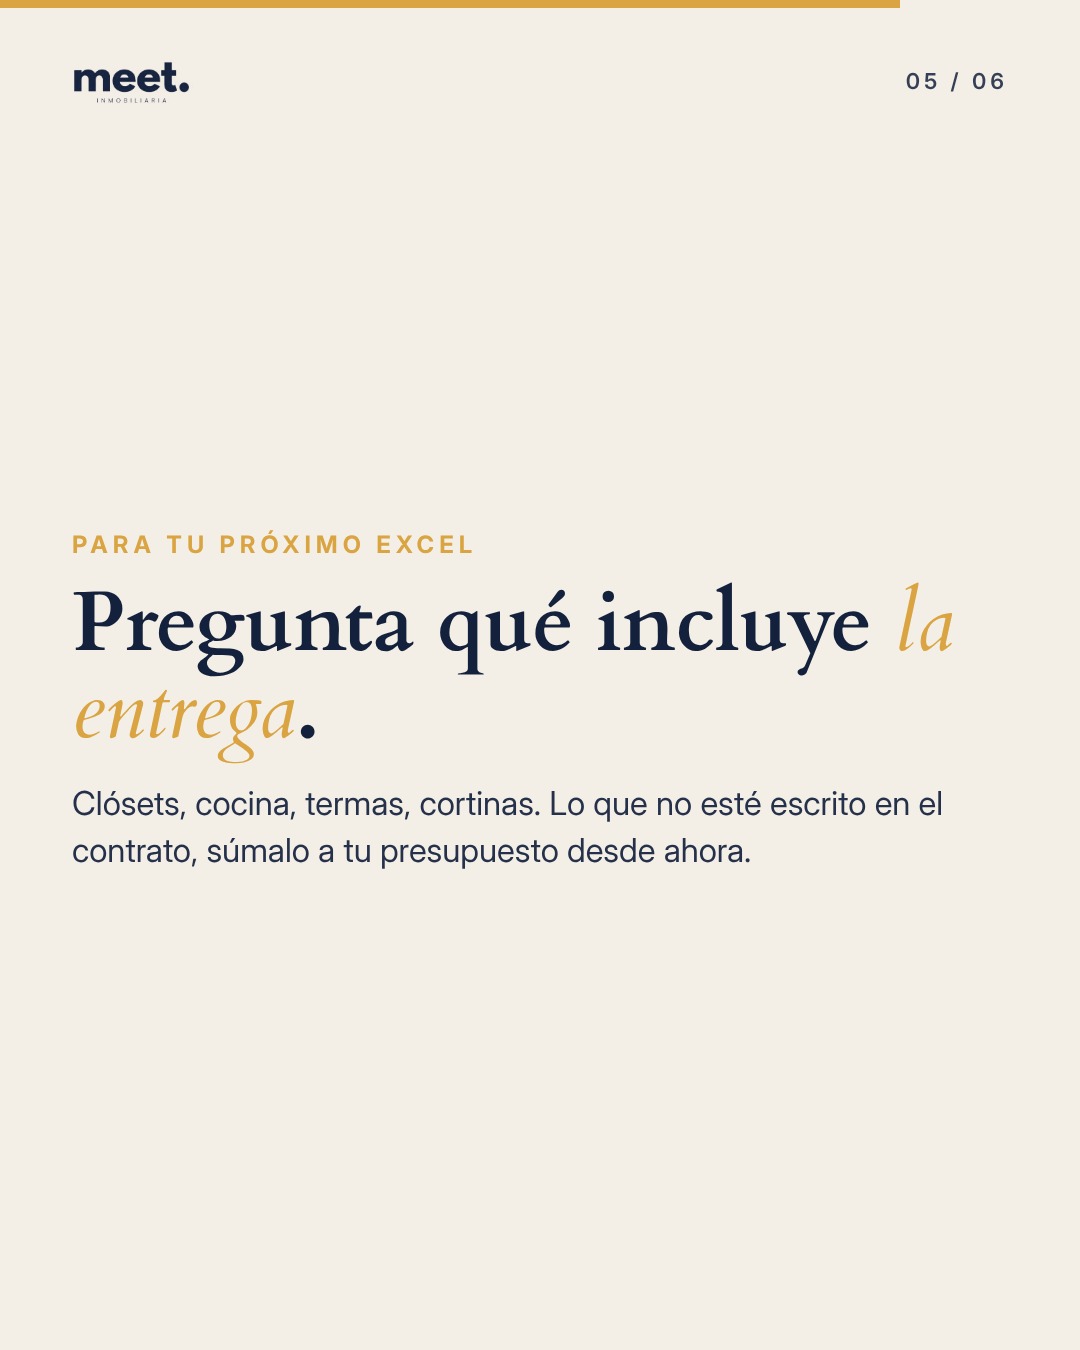 meet.
INMOBILIARIA
05 / 06
PARA TU PRÓXIMO EXCEL
Pregunta qué incluye la
entrega.
Clósets, cocina, termas, cortinas. Lo que no esté escrito en el
contrato, súmalo a tu presupuesto desde ahora.